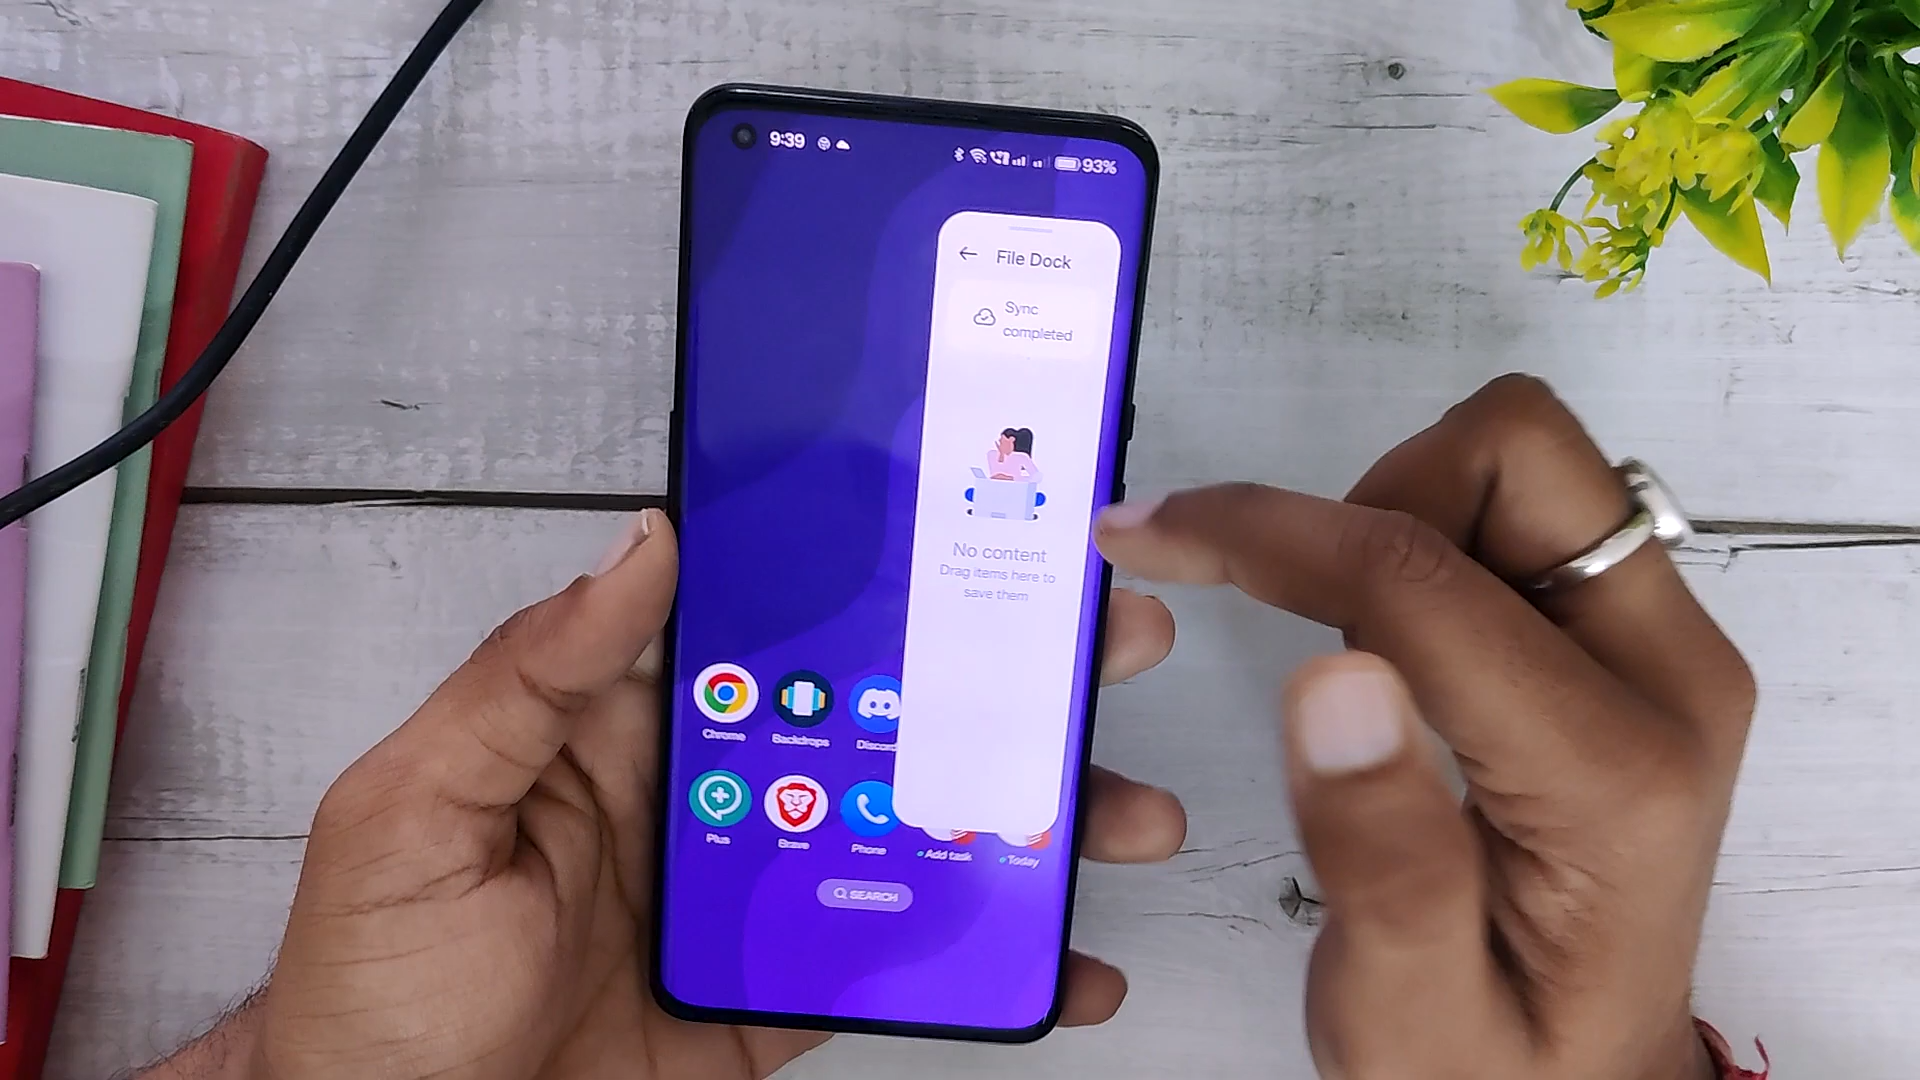 9:39
93%
File Dock
Sync
completed
No content
Drag items here to
save them
Chrome
Backdrops
Discord
Plus
Brave
Phone
Add task
Today
SEARCH